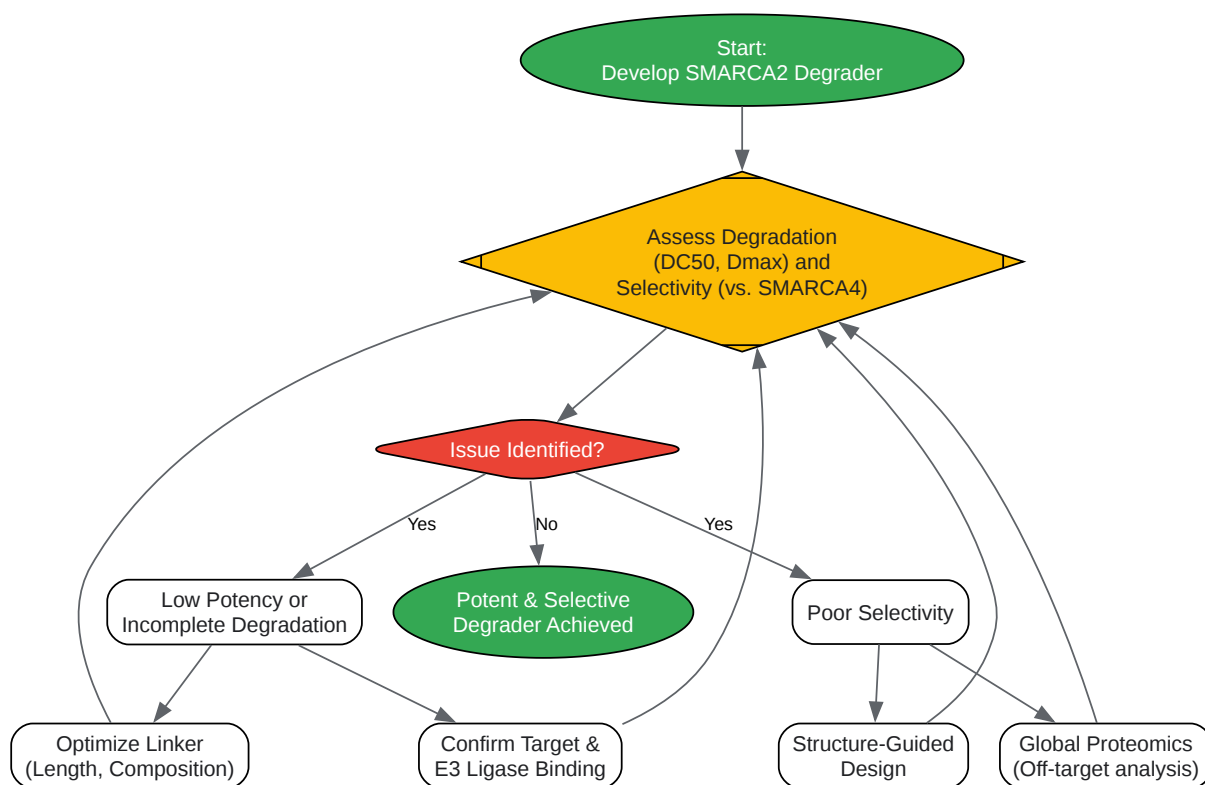 Start:
Develop SMARCA2 Degrader
Assess Degradation
(DC50, Dmax) and
Selectivity (vs. SMARCA4)
Issue Identified?
Yes
No
Yes
Low Potency or
Incomplete Degradation
Potent & Selective
Degrader Achieved
Poor Selectivity
Optimize Linker
(Length, Composition)
Confirm Target &
E3 Ligase Binding
Structure-Guided
Design
Global Proteomics
(Off-target analysis)